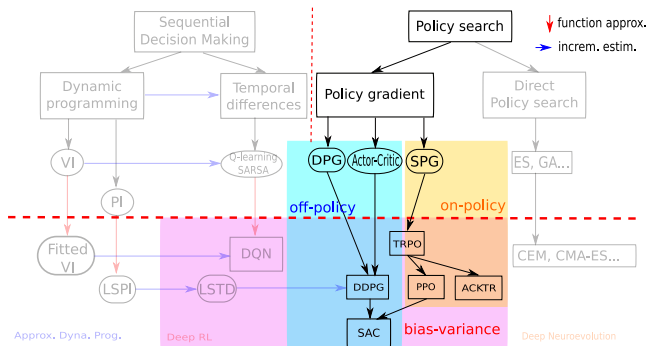 Sequential
Decision Making
Policy search
function approx.
increm. estim.
Dynamic
programming
Temporal
differences
Policy gradient
Direct
Policy search
VI
Q-learning
SARSA
DPG
Actor-Critic
SPG
ES, GA...
PI
off-policy
on-policy
Fitted
VI
DQN
TRPO
CEM, CMA-ES...
LSPI
LSTD
DDPG
PPO
ACKTR
SAC
bias-variance
Approx. Dyna. Prog.
Deep RL
Deep Neuroevolution